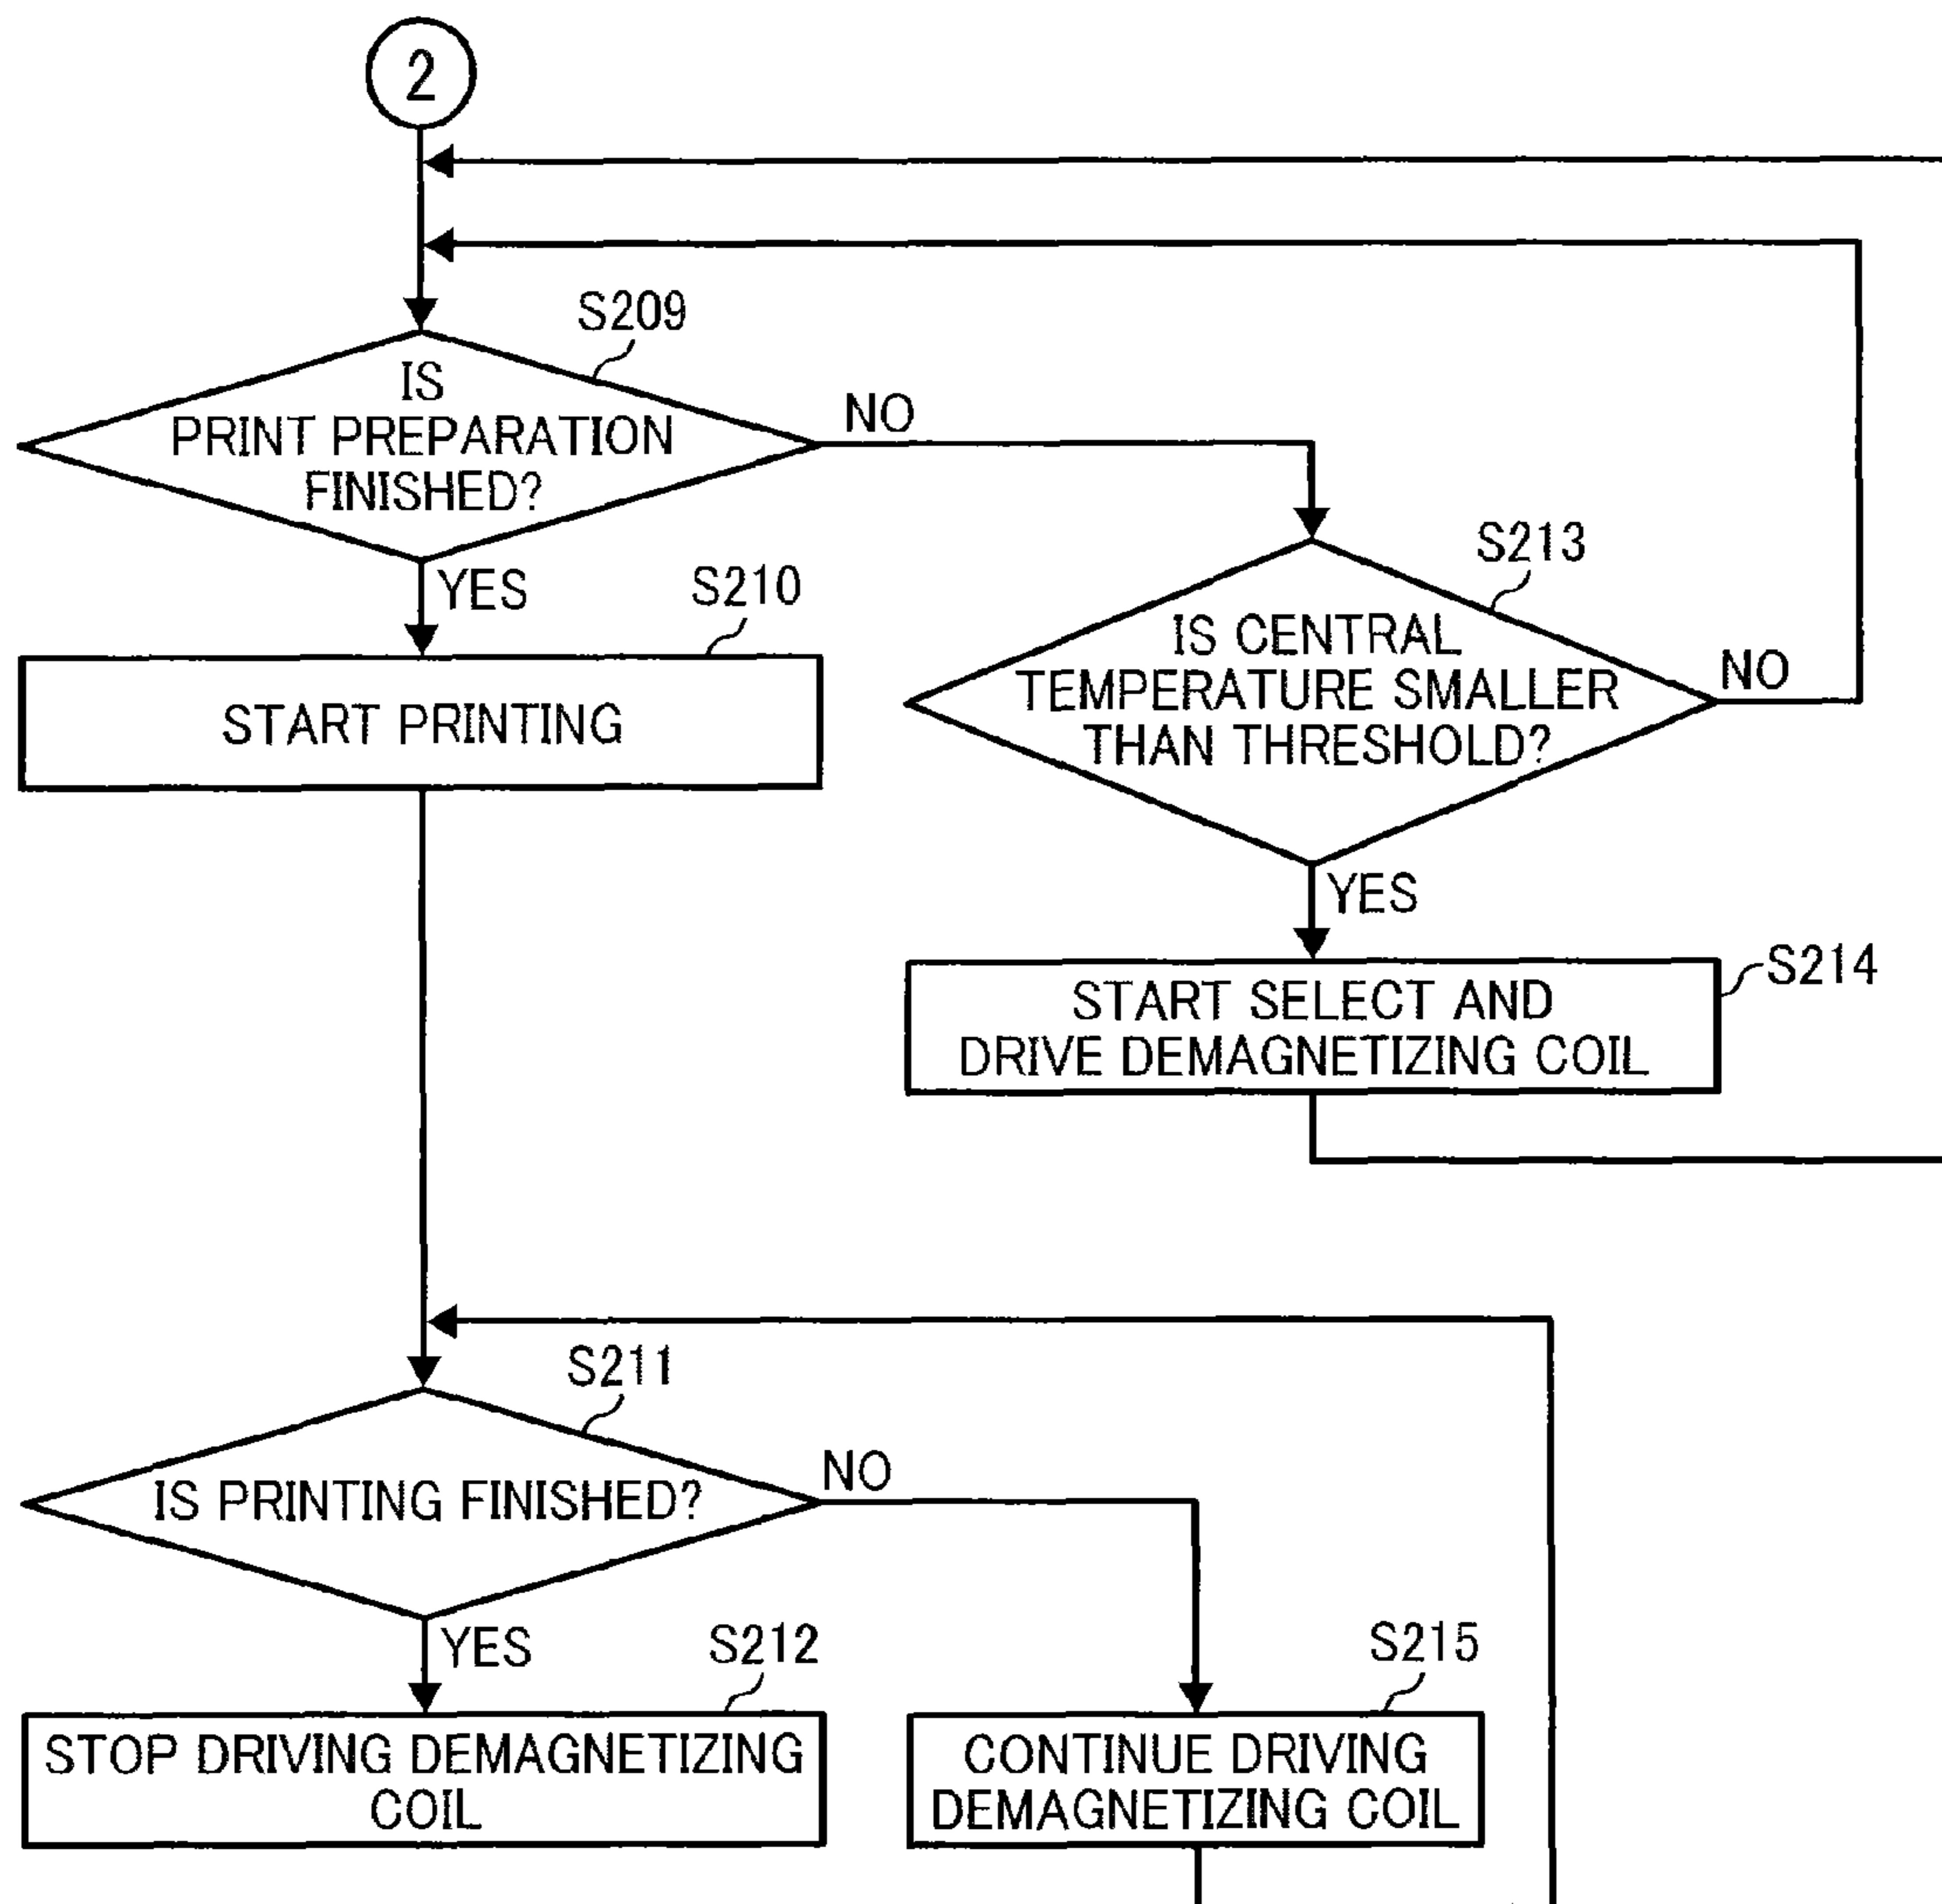 2
S209
IS
PRINT PREPARATION
FINISHED?
NO
YES
S210
START PRINTING
S213
IS CENTRAL
TEMPERATURE SMALLER
THAN THRESHOLD?
NO
YES
S214
START SELECT AND
DRIVE DEMAGNETIZING COIL
S211
IS PRINTING FINISHED?
NO
YES
S212
STOP DRIVING DEMAGNETIZING
COIL
S215
CONTINUE DRIVING
DEMAGNETIZING COIL